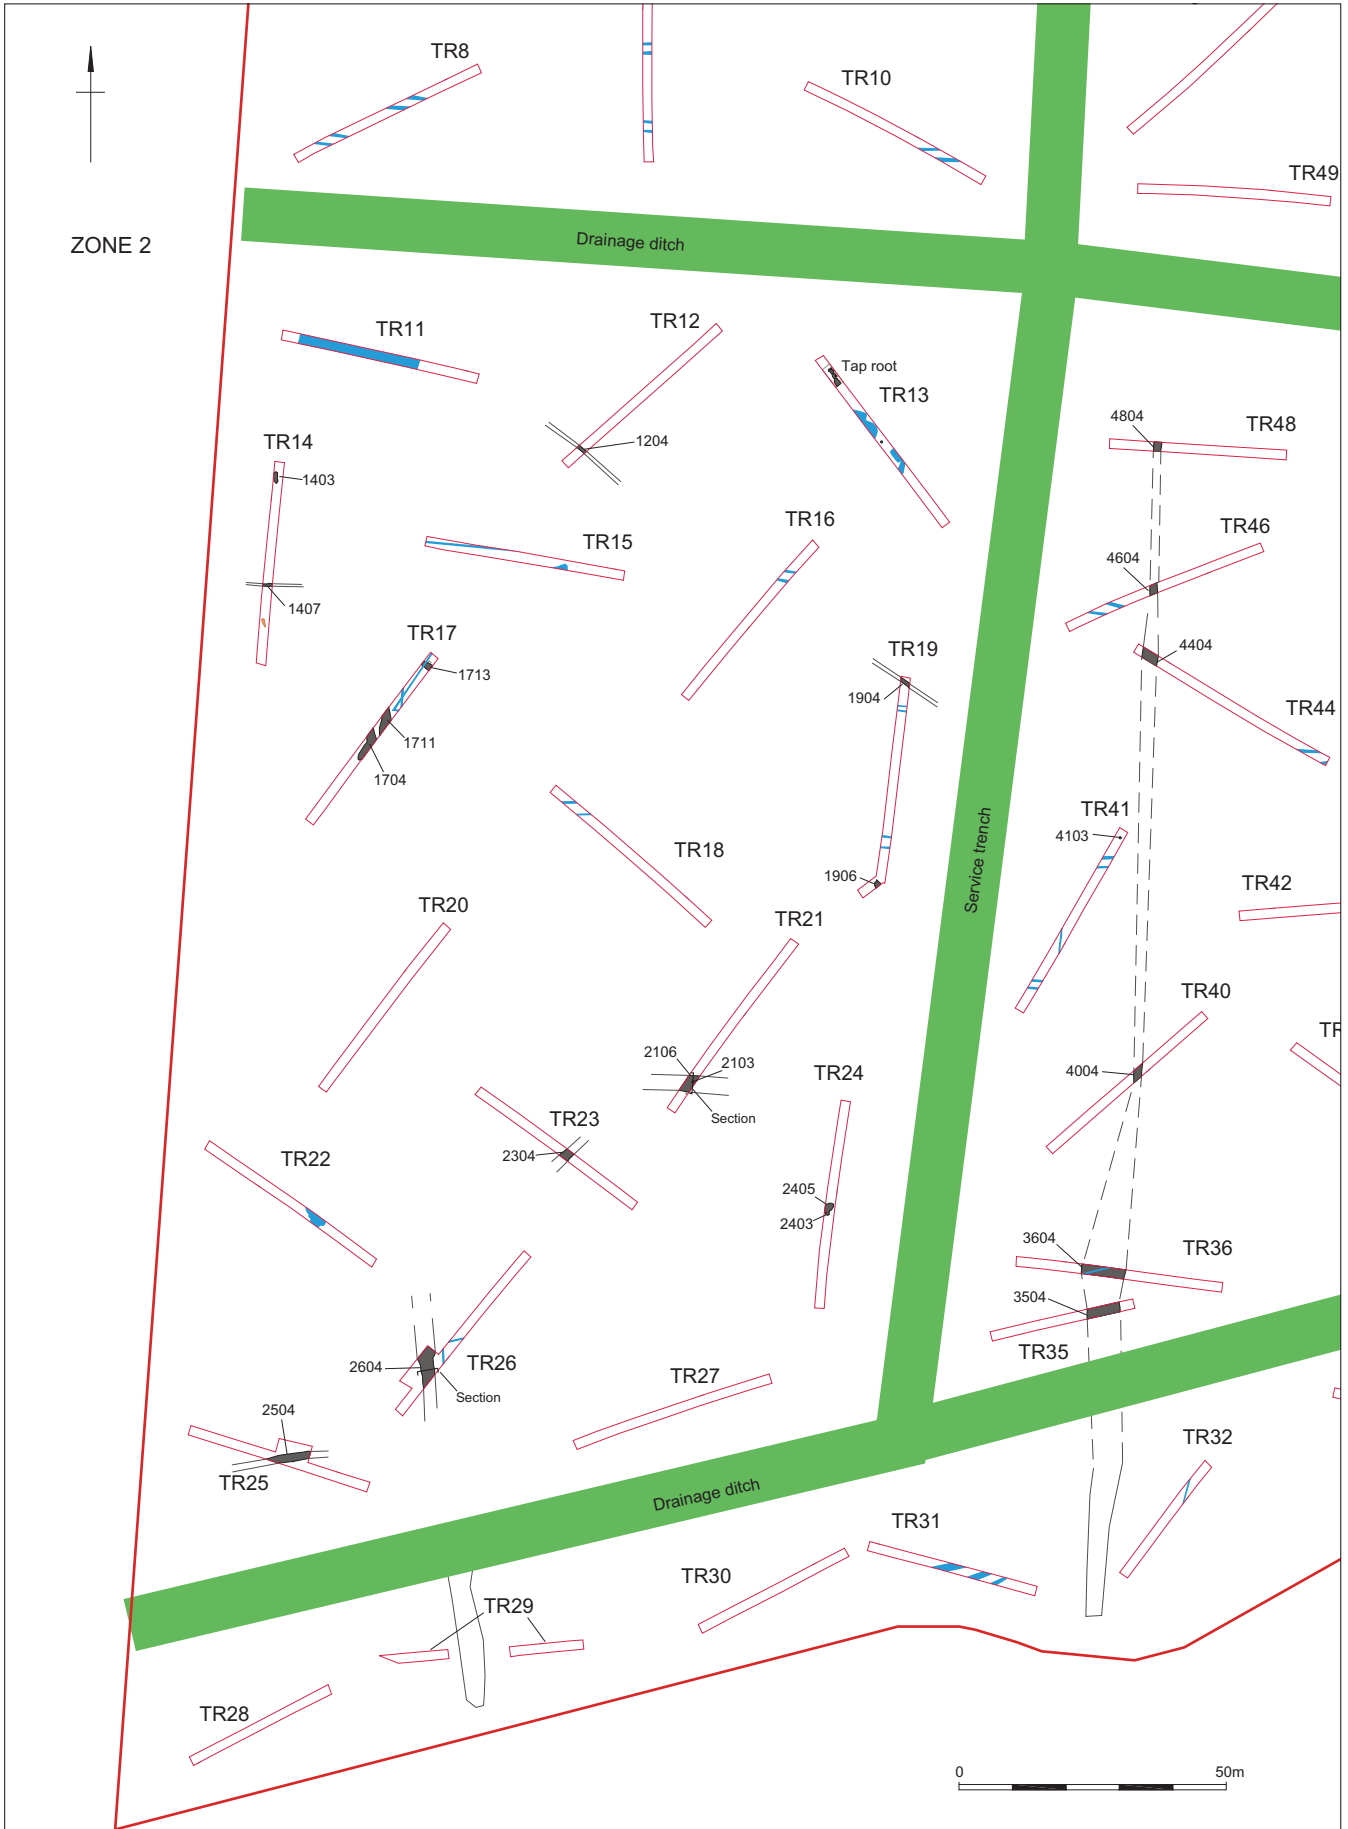 TR8
TR10
TR49
ZONE 2
Drainage ditch
TR11
TR12
Tap root
TR13
4804
TR48
TR14
1204
1403
TR16
TR46
TR15
4604
1407
TR17
TR19
4404
1713
1904
TR44
1711
1704
TR41
4103
Service trench
TR18
1906
TR42
TR20
TR21
TR40
TR
2106
2103
TR24
4004
Section
TR23
2304
TR22
2405
2403
3604
TR36
3504
TR35
2604
TR26
Section
TR27
2504
TR25
TR32
Drainage ditch
TR31
TR30
TR29
TR28
0
50m